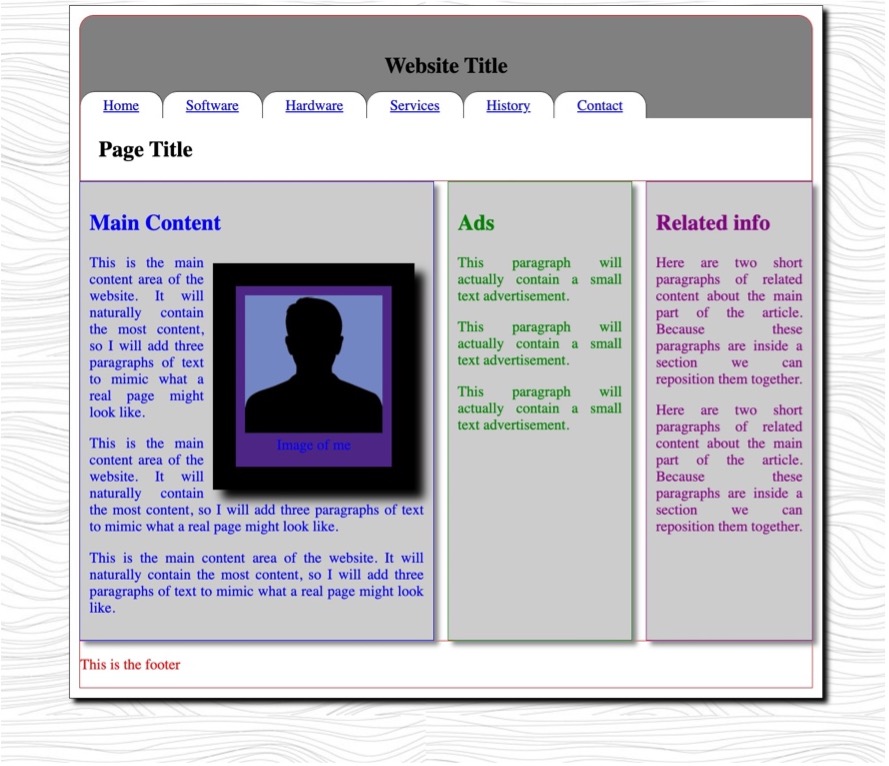 Website Title
Home Software Hardware Services History Contact
Page Title
Main Content
This is the main
content area of the
website. It will
naturally contain
the most content,
so I will add three
paragraphs of text
to mimic what a
real page might
look like.
Image of me
This is the main
content area of the
website. It will
naturally contain
the most content, so I will add three paragraphs of text
to mimic what a real page might look like.
This is the main content area of the website. It will
naturally contain the most content, so I will add three
paragraphs of text to mimic what a real page might look
like.
Ads
This paragraph will
actually contain a small
text advertisement.
This paragraph will
actually contain a small
text advertisement.
This paragraph will
actually contain a small
text advertisement.
Related info
Here are two short
paragraphs of related
content about the main
part of the article.
Because these
paragraphs are inside a
section we can
reposition them together.
Here are two short
paragraphs of related
content about the main
part of the article.
Because these
paragraphs are inside a
section we can
reposition them together.
This is the footer